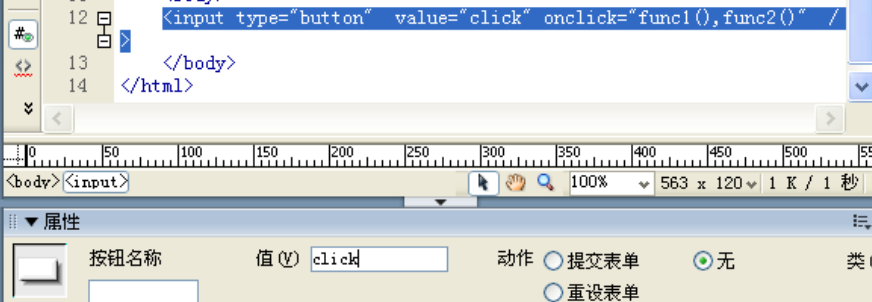 12 <input type="button" value="click" onclick="func1(),func2()" /
>
13 </body>
14 </html>
0 50 100 150 200 250 300 350 400 450 500
<body> <input> 100% 563 x 120 1 K / 1 秒
属性
按钮名称 值(V) click 动作 提交表单 无 类
重设表单